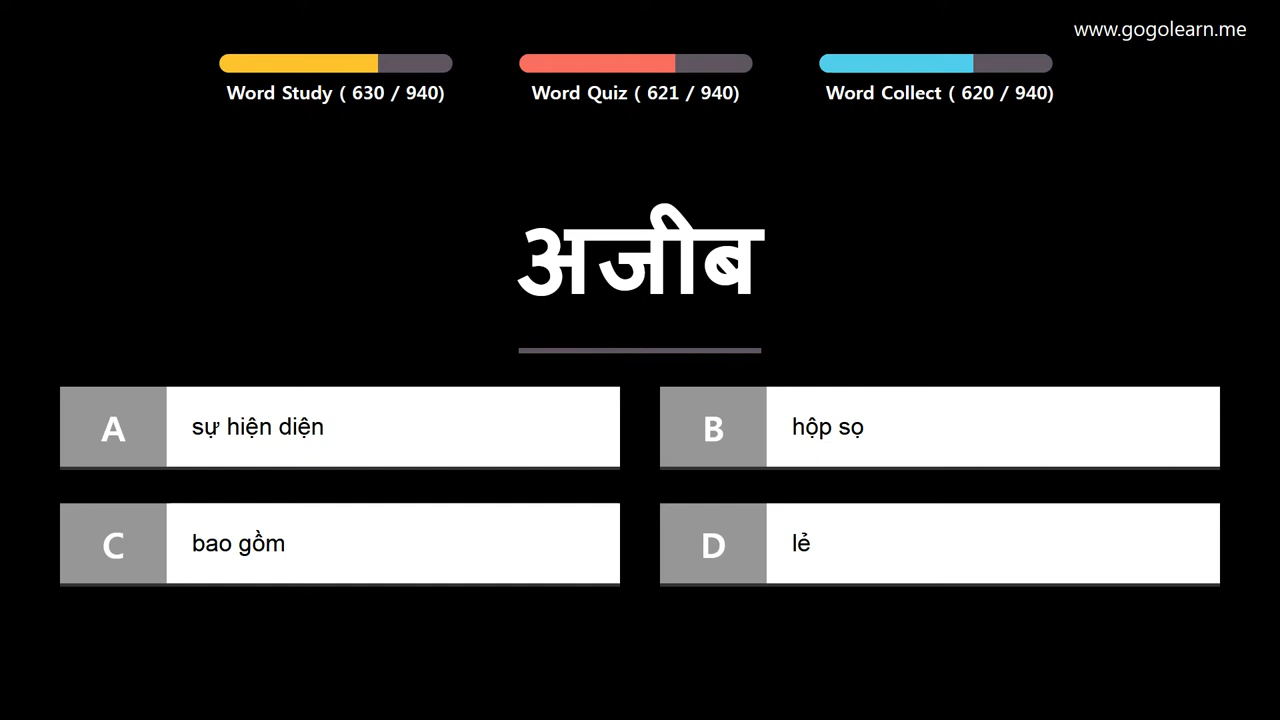 www.gogolearn.me
Word Study ( 630 / 940)
Word Quiz ( 621 / 940)
Word Collect ( 620 / 940)
अजीब
A sự hiện diện
B hộp sọ
C bao gồm
D lẻ